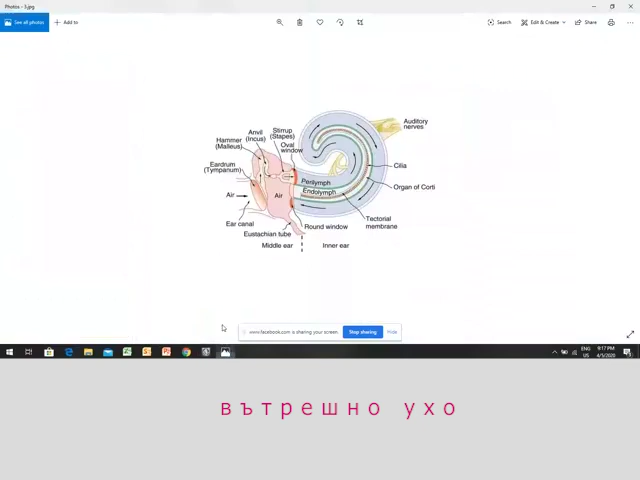 Photos - 3.jpg
See all photos
Add to
Search
Edit & Create
Share
Auditory
nerves
Stirrup
(Stapes)
Anvil
(Incus)
Hammer
(Malleus)
Oval
window
Eardrum
(Tympanum)
Cilia
Perilymph
Organ of Corti
Endolymph
Air
Air
Tectorial
membrane
Ear canal
Round window
Eustachian tube
Middle ear
Inner ear
www.facebook.com is sharing your screen.
Stop sharing
Hide
ENG
US
9:17 PM
4/5/2020
вътрешно ухо